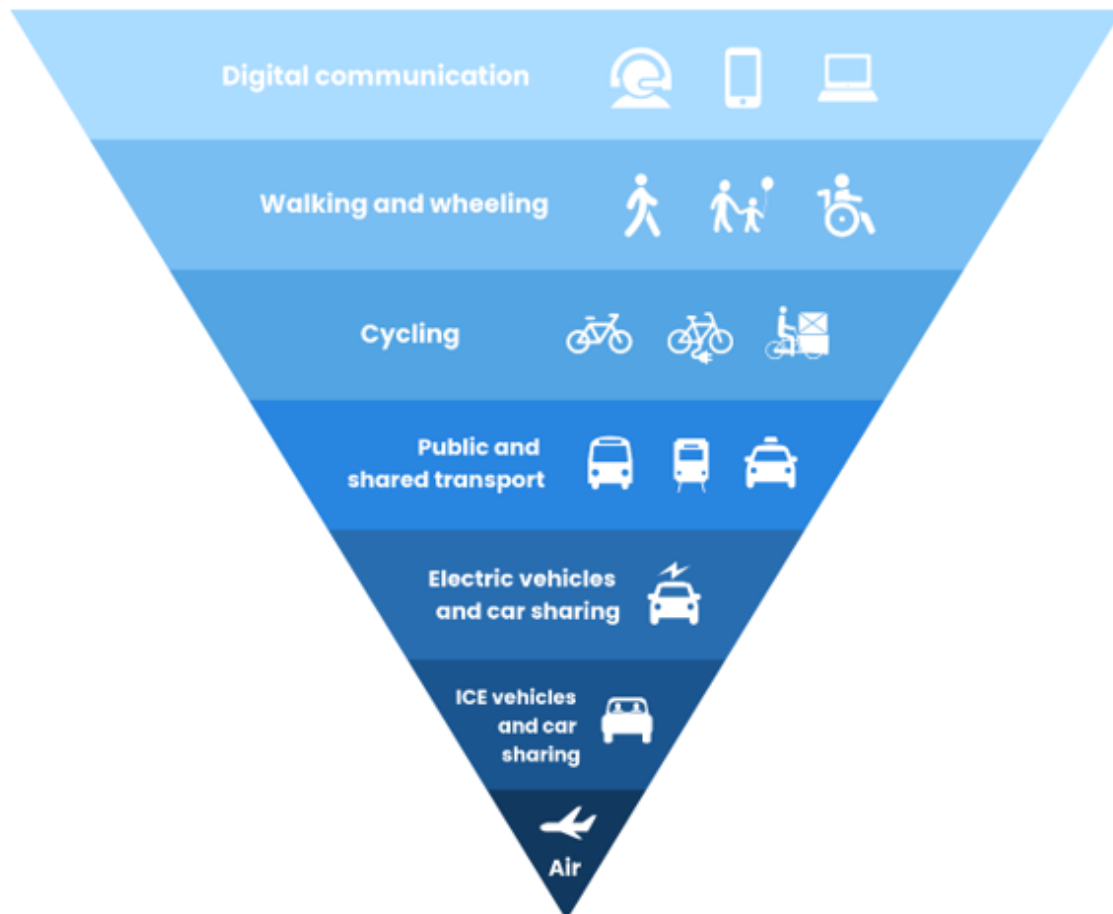 Digital communication
Walking and wheeling
Cycling
Public and
shared transport
Electric vehicles
and car sharing
ICE vehicles
and car
sharing
Air